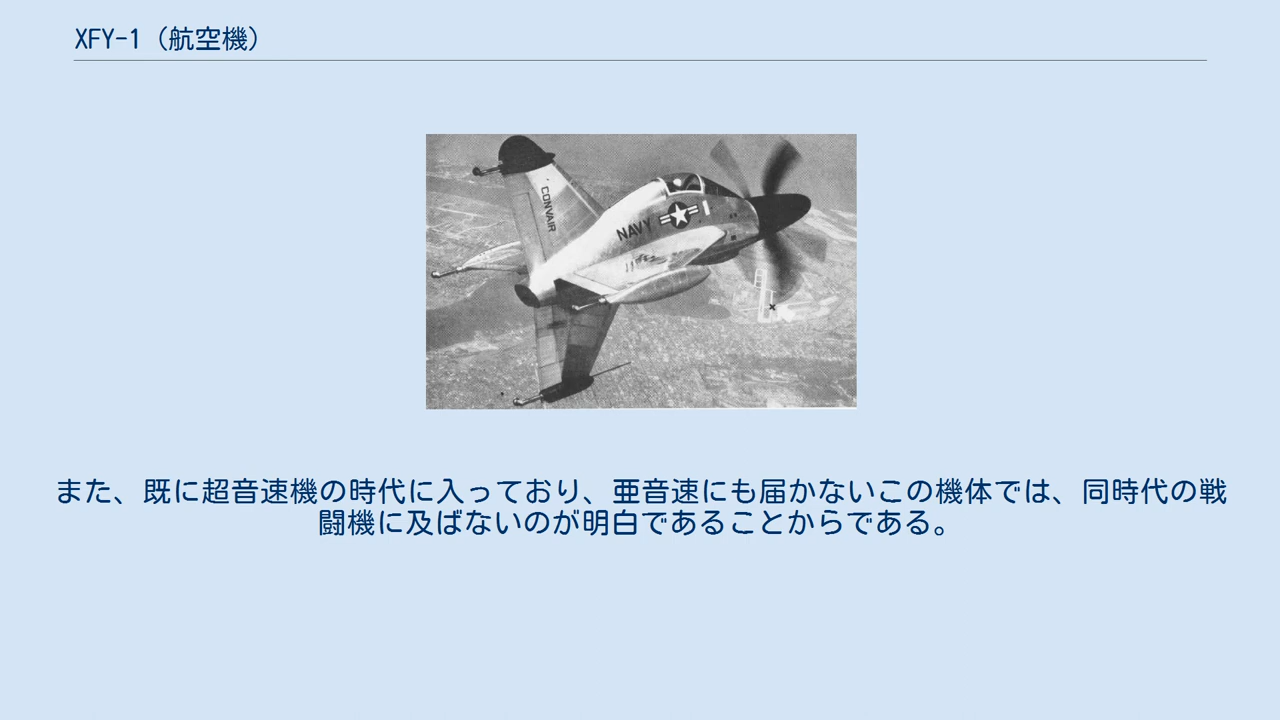 XFY-1（航空機）
CONVAIR
NAVY
1
また、既に超音速機の時代に入っており、亜音速にも届かないこの機体では、同時代の戦
闘機に及ばないのが明白であることからである。